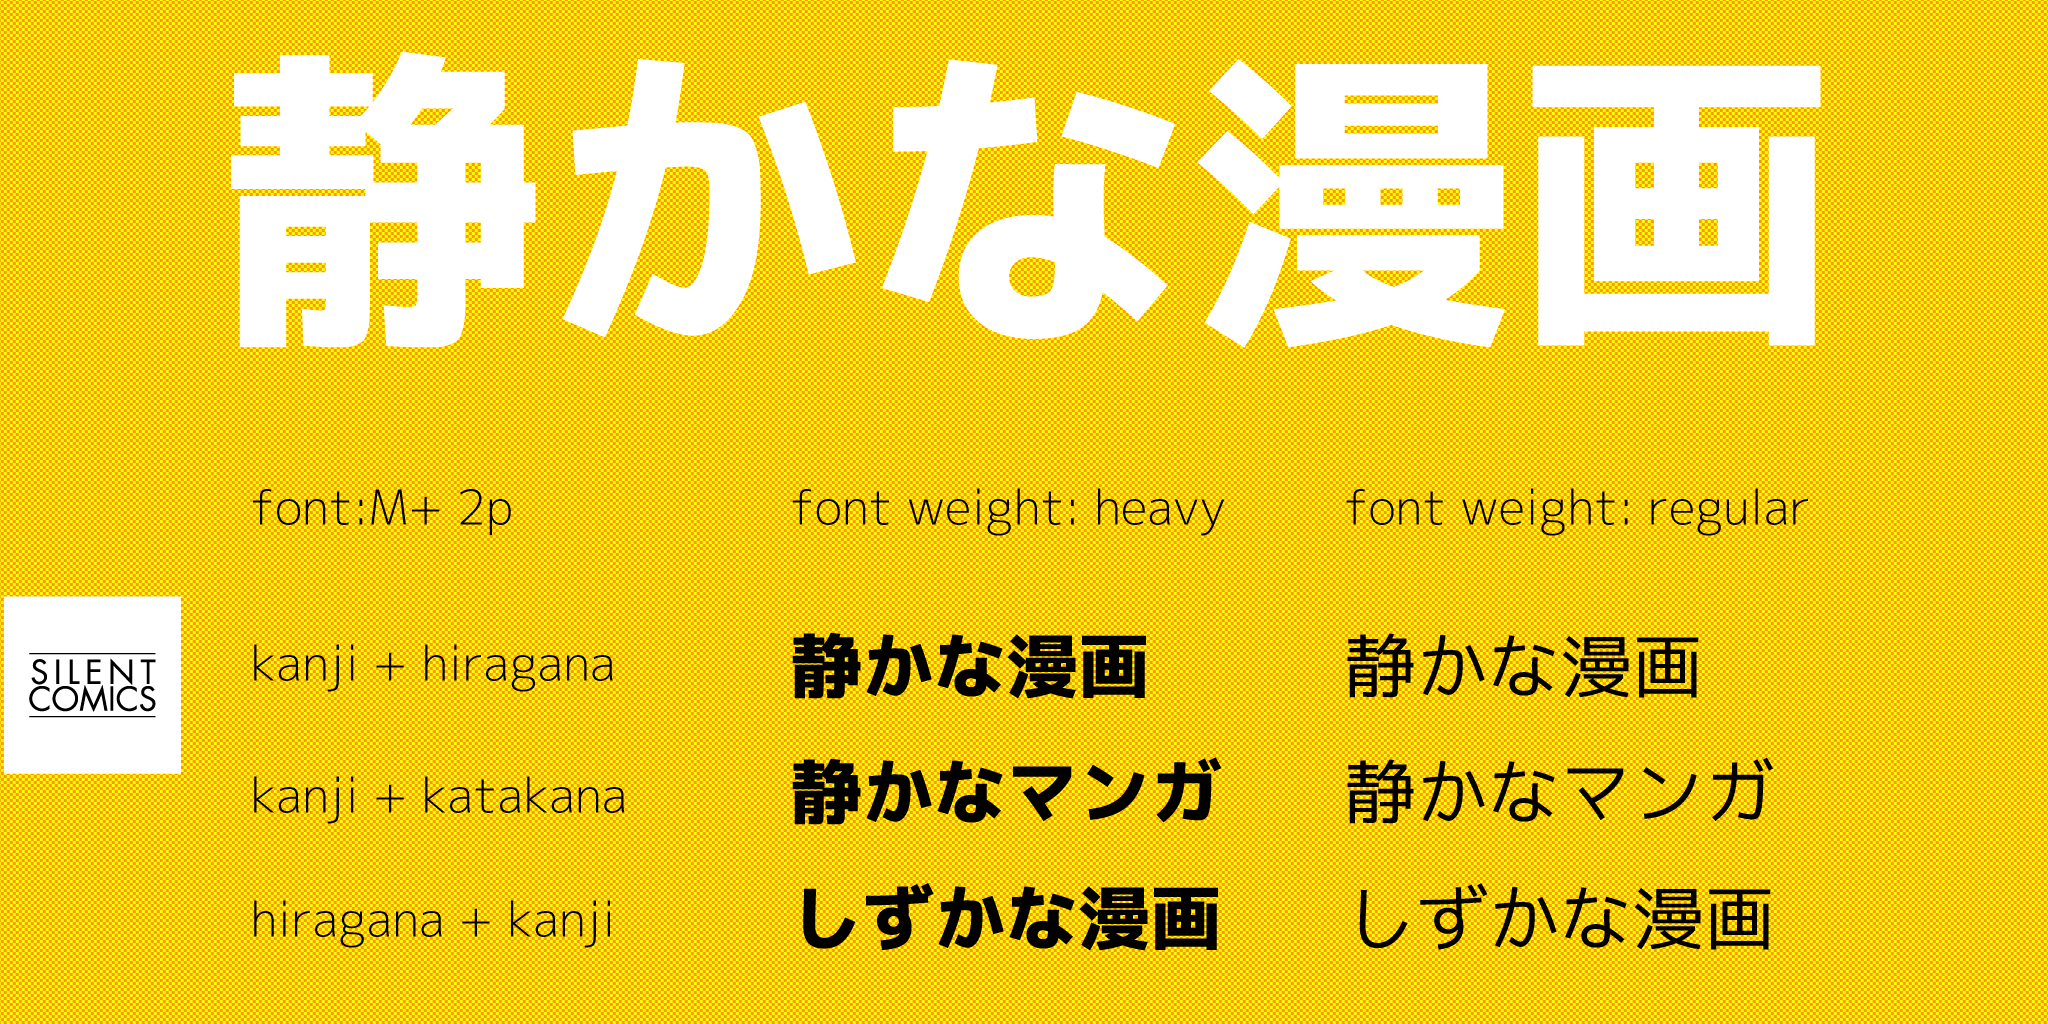 静かな漫画
font:M+ 2p font weight: heavy font weight: regular
SILENT
COMICS
kanji + hiragana 静かな漫画 静かな漫画
kanji + katakana 静かなマンガ 静かなマンガ
hiragana + kanji しずかな漫画 しずかな漫画